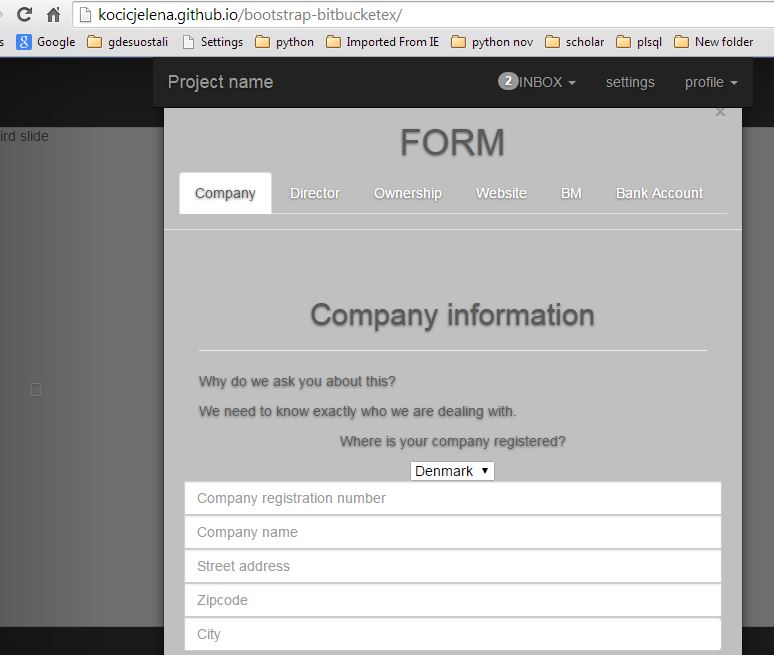 kocicjelena.github.io/bootstrap-bitbucketex/
s Google gdesuostali Settings python Imported From IE python nov scholar plsql New folder
Project name 2 INBOX settings profile
ird slide
×
FORM
Company Director Ownership Website BM Bank Account
Company information
Why do we ask you about this?
We need to know exactly who we are dealing with.
Where is your company registered?
Denmark
Company registration number
Company name
Street address
Zipcode
City